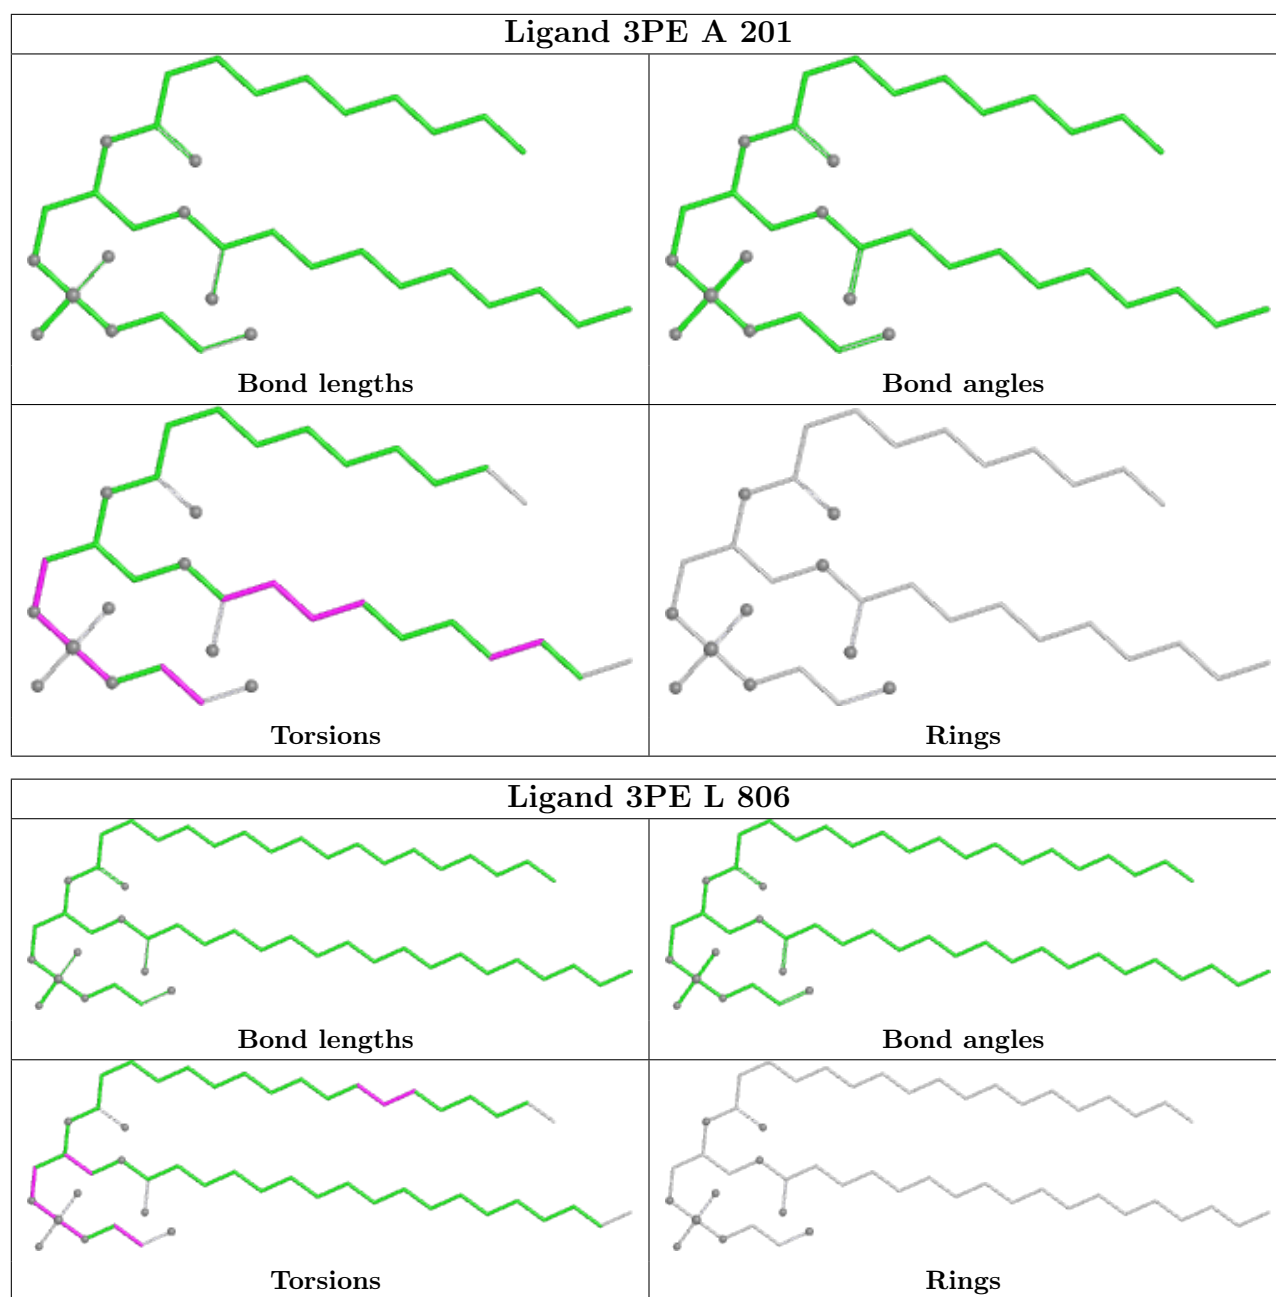 Ligand 3PE A 201
Bond lengths
Bond angles
Torsions
Rings
Ligand 3PE L 806
Bond lengths
Bond angles
Torsions
Rings